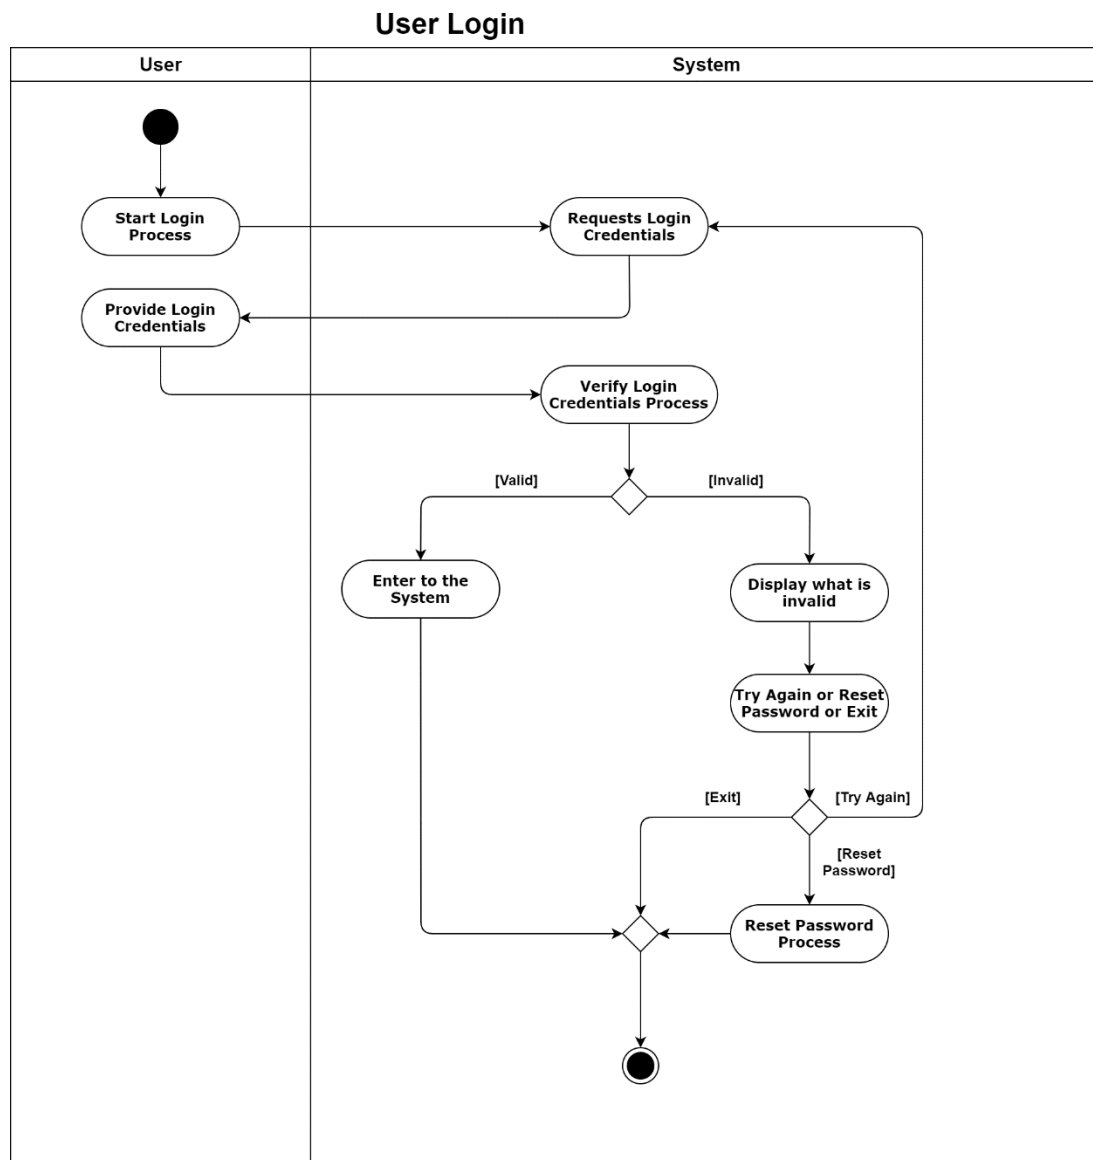 User Login
User
System
Start Login
Process
Requests Login
Credentials
Provide Login
Credentials
Verify Login
Credentials Process
[Valid]
[Invalid]
Enter to the
System
Display what is
invalid
Try Again or Reset
Password or Exit
[Exit]
[Try Again]
[Reset
Password]
Reset Password
Process